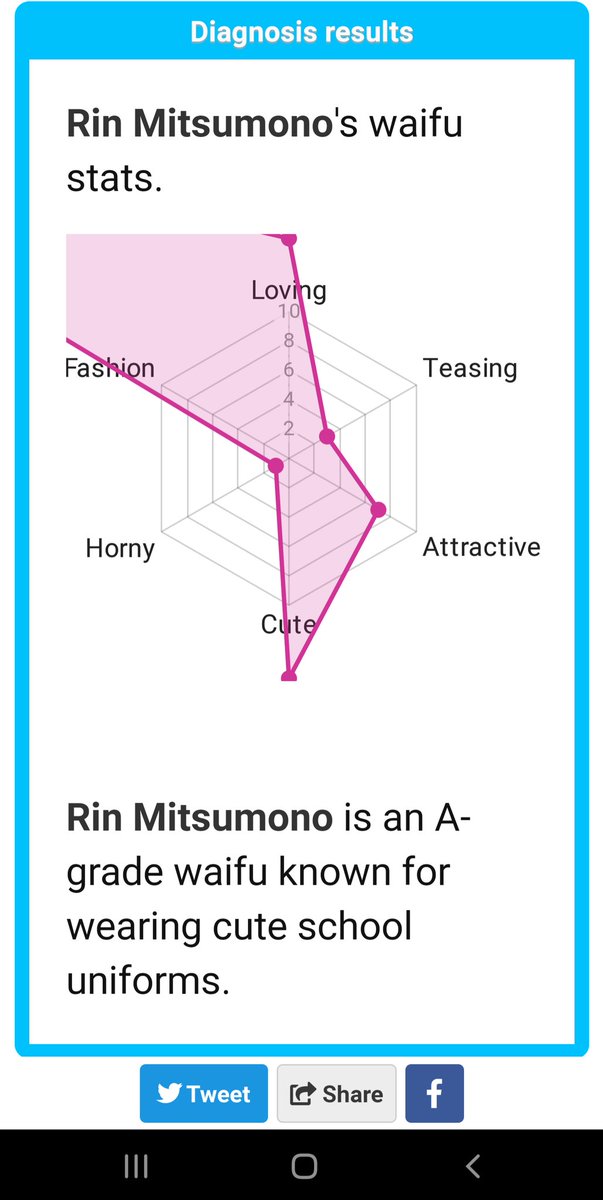 Diagnosis results
Rin Mitsumono's waifu
stats.
Loving
10
8
6
4
2
Fashion
Teasing
Horny
Attractive
Cute
Rin Mitsumono is an A-
grade waifu known for
wearing cute school
uniforms.
Tweet
Share
f